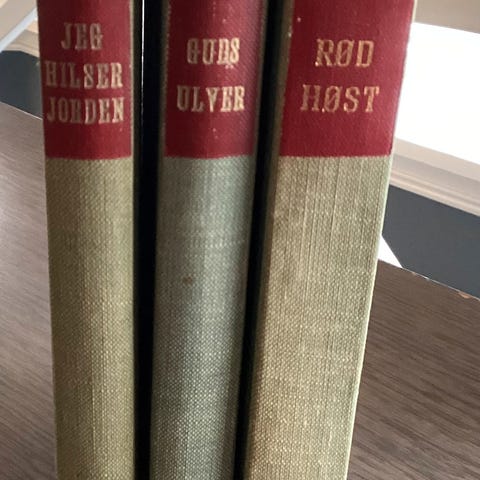 JEG
HILSER
JORDEN
GUDS
ULVER
RØD
HØST